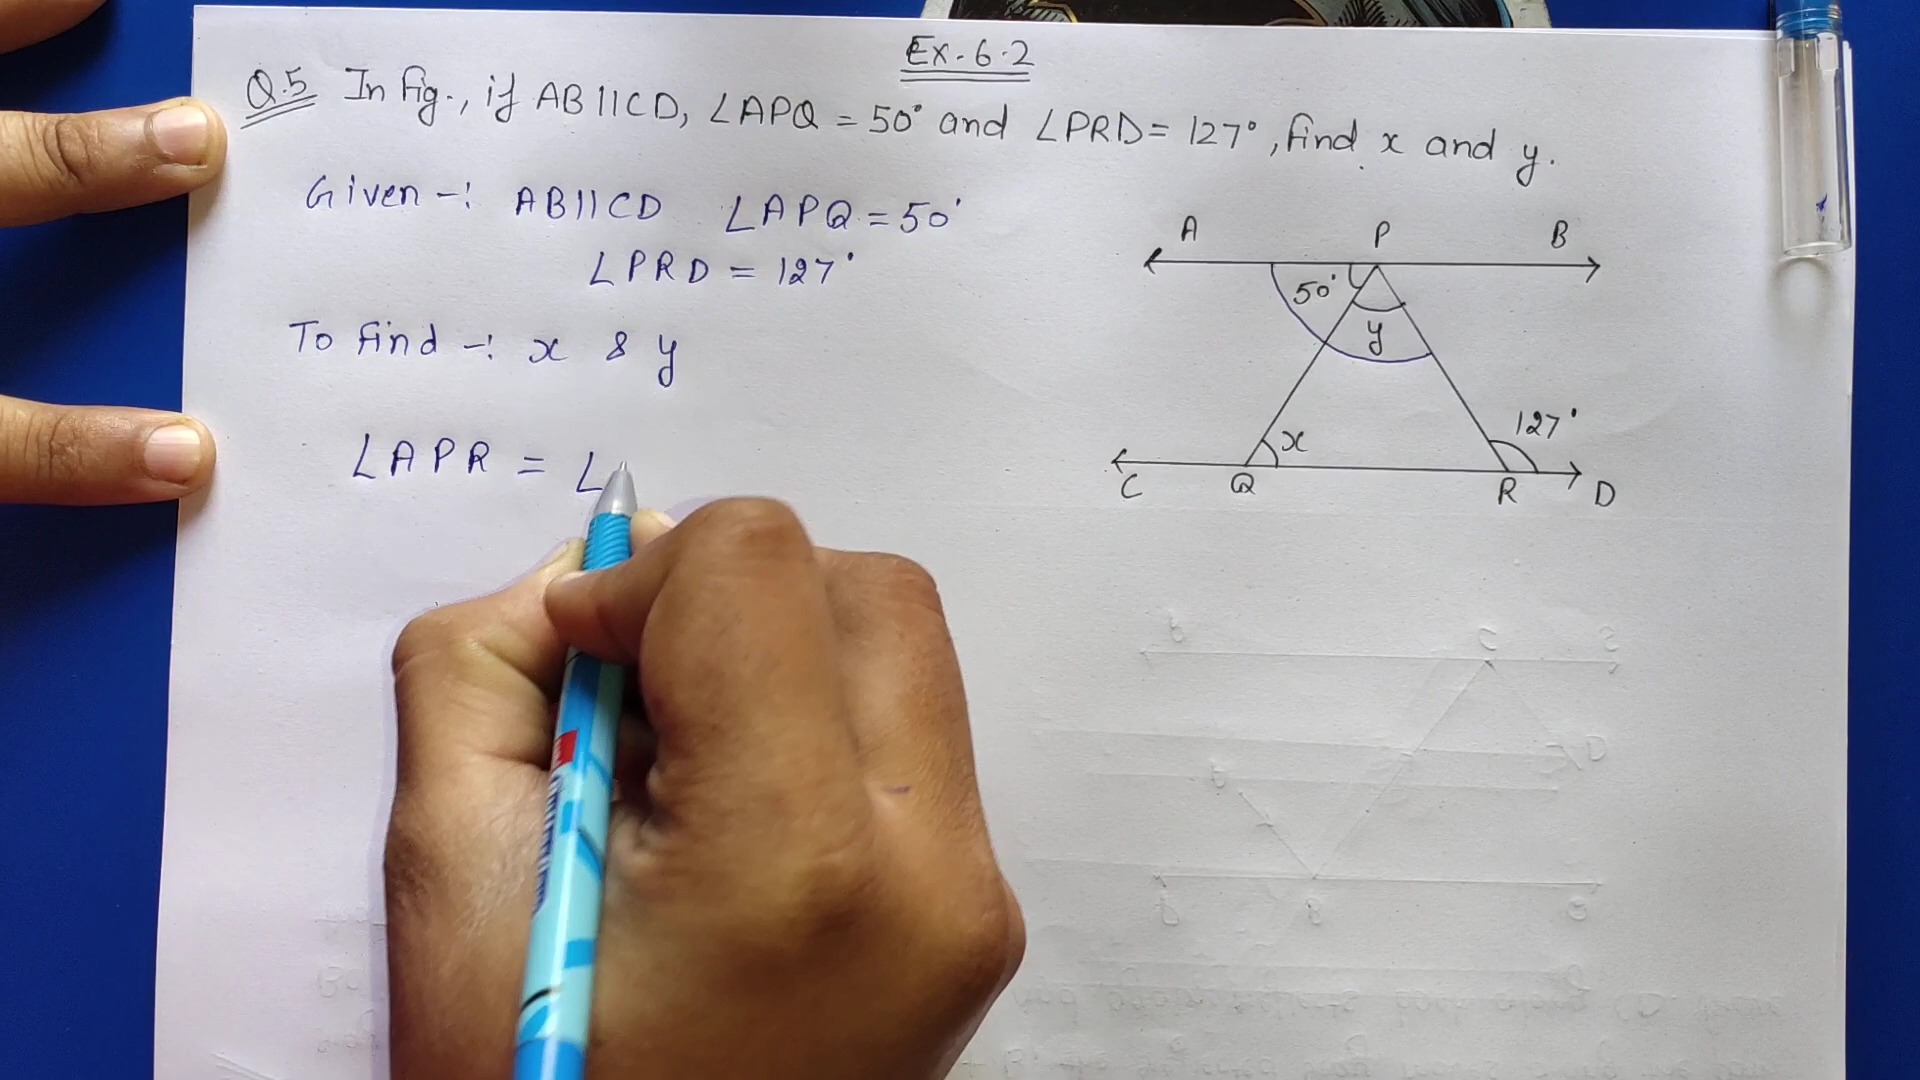 Ex-6.2
Q.5 In fig., if AB||CD, ∠APQ = 50° and ∠PRD = 127°, find x and y.
Given -: AB||CD ∠APQ = 50°
∠PRD = 127°
To find -: x & y
∠APR = ∠
A P B
50°
y
127°
x
C Q R D